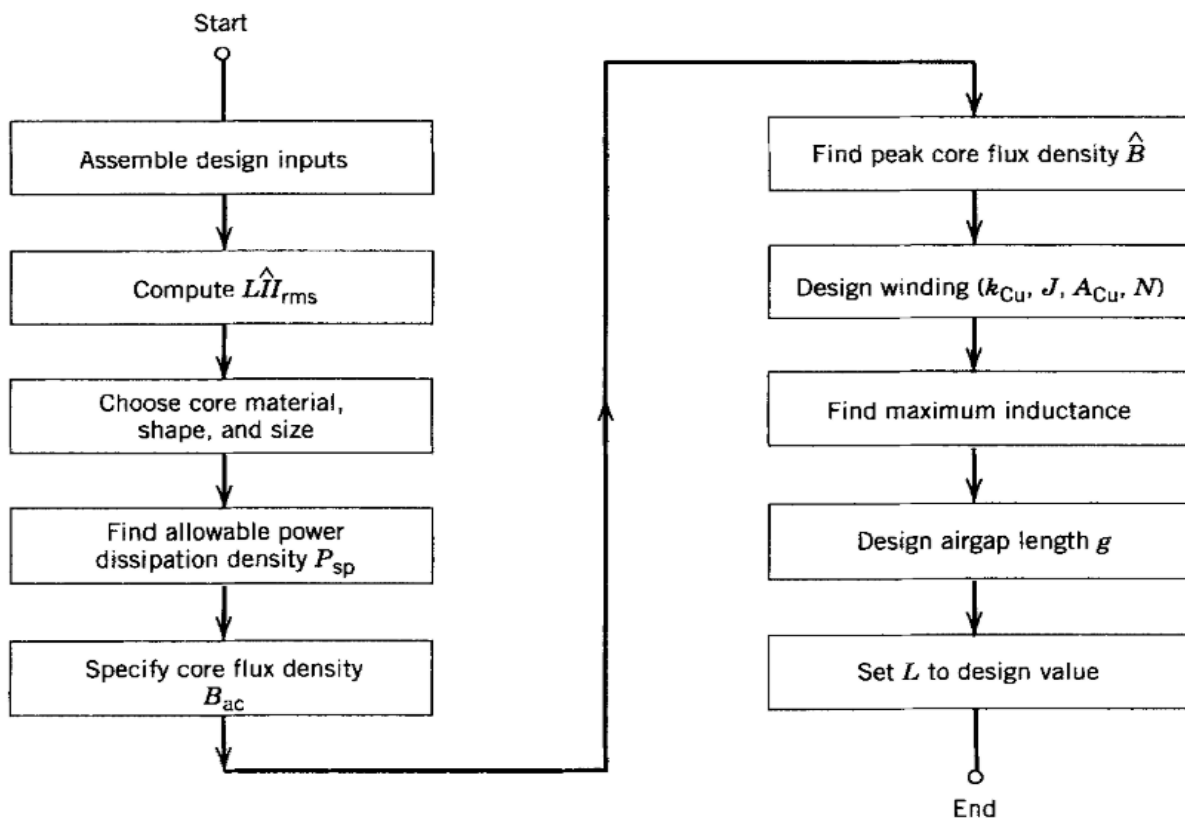 Start
Assemble design inputs
Compute LÎI_rms
Choose core material,
shape, and size
Find allowable power
dissipation density P_sp
Specify core flux density
B_ac
Find peak core flux density B̂
Design winding (k_Cu, J, A_Cu, N)
Find maximum inductance
Design airgap length g
Set L to design value
End